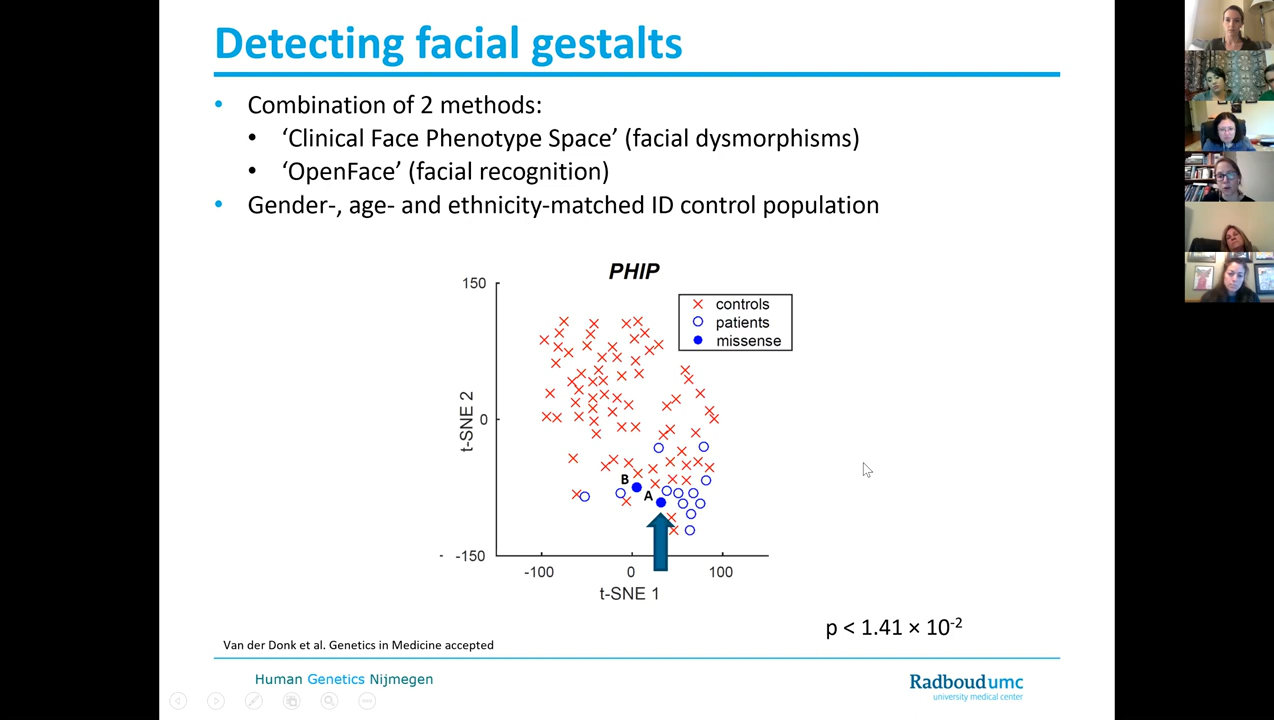 Detecting facial gestalts
• Combination of 2 methods:
• ‘Clinical Face Phenotype Space’ (facial dysmorphisms)
• ‘OpenFace’ (facial recognition)
• Gender-, age- and ethnicity-matched ID control population
PHIP
150
controls
patients
missense
t-SNE 2
0
B
A
-150
-100
0
100
t-SNE 1
p < 1.41 × 10-2
Van der Donk et al. Genetics in Medicine accepted
Human Genetics Nijmegen
Radboudumc
university medical center